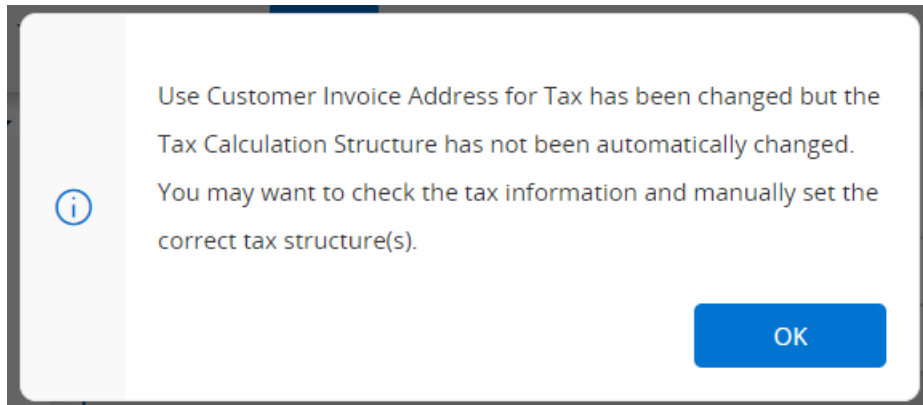 Use Customer Invoice Address for Tax has been changed but the
Tax Calculation Structure has not been automatically changed.
You may want to check the tax information and manually set the
correct tax structure(s).
OK